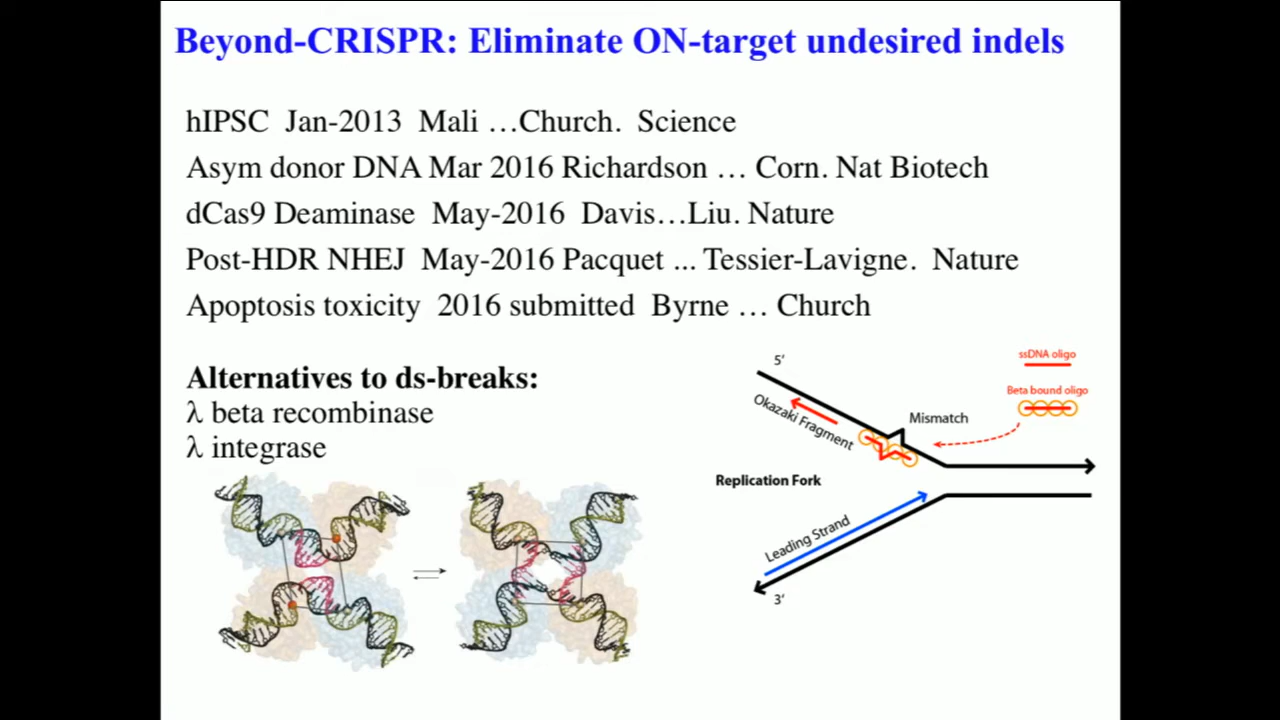 Beyond-CRISPR: Eliminate ON-target undesired indels
hIPSC Jan-2013 Mali …Church. Science
Asym donor DNA Mar 2016 Richardson … Corn. Nat Biotech
dCas9 Deaminase May-2016 Davis…Liu. Nature
Post-HDR NHEJ May-2016 Pacquet ... Tessier-Lavigne. Nature
Apoptosis toxicity 2016 submitted Byrne … Church
Alternatives to ds-breaks:
λ beta recombinase
λ integrase
5'
ssDNA oligo
Beta bound oligo
Okazaki Fragment
Mismatch
Replication Fork
Leading Strand
3'